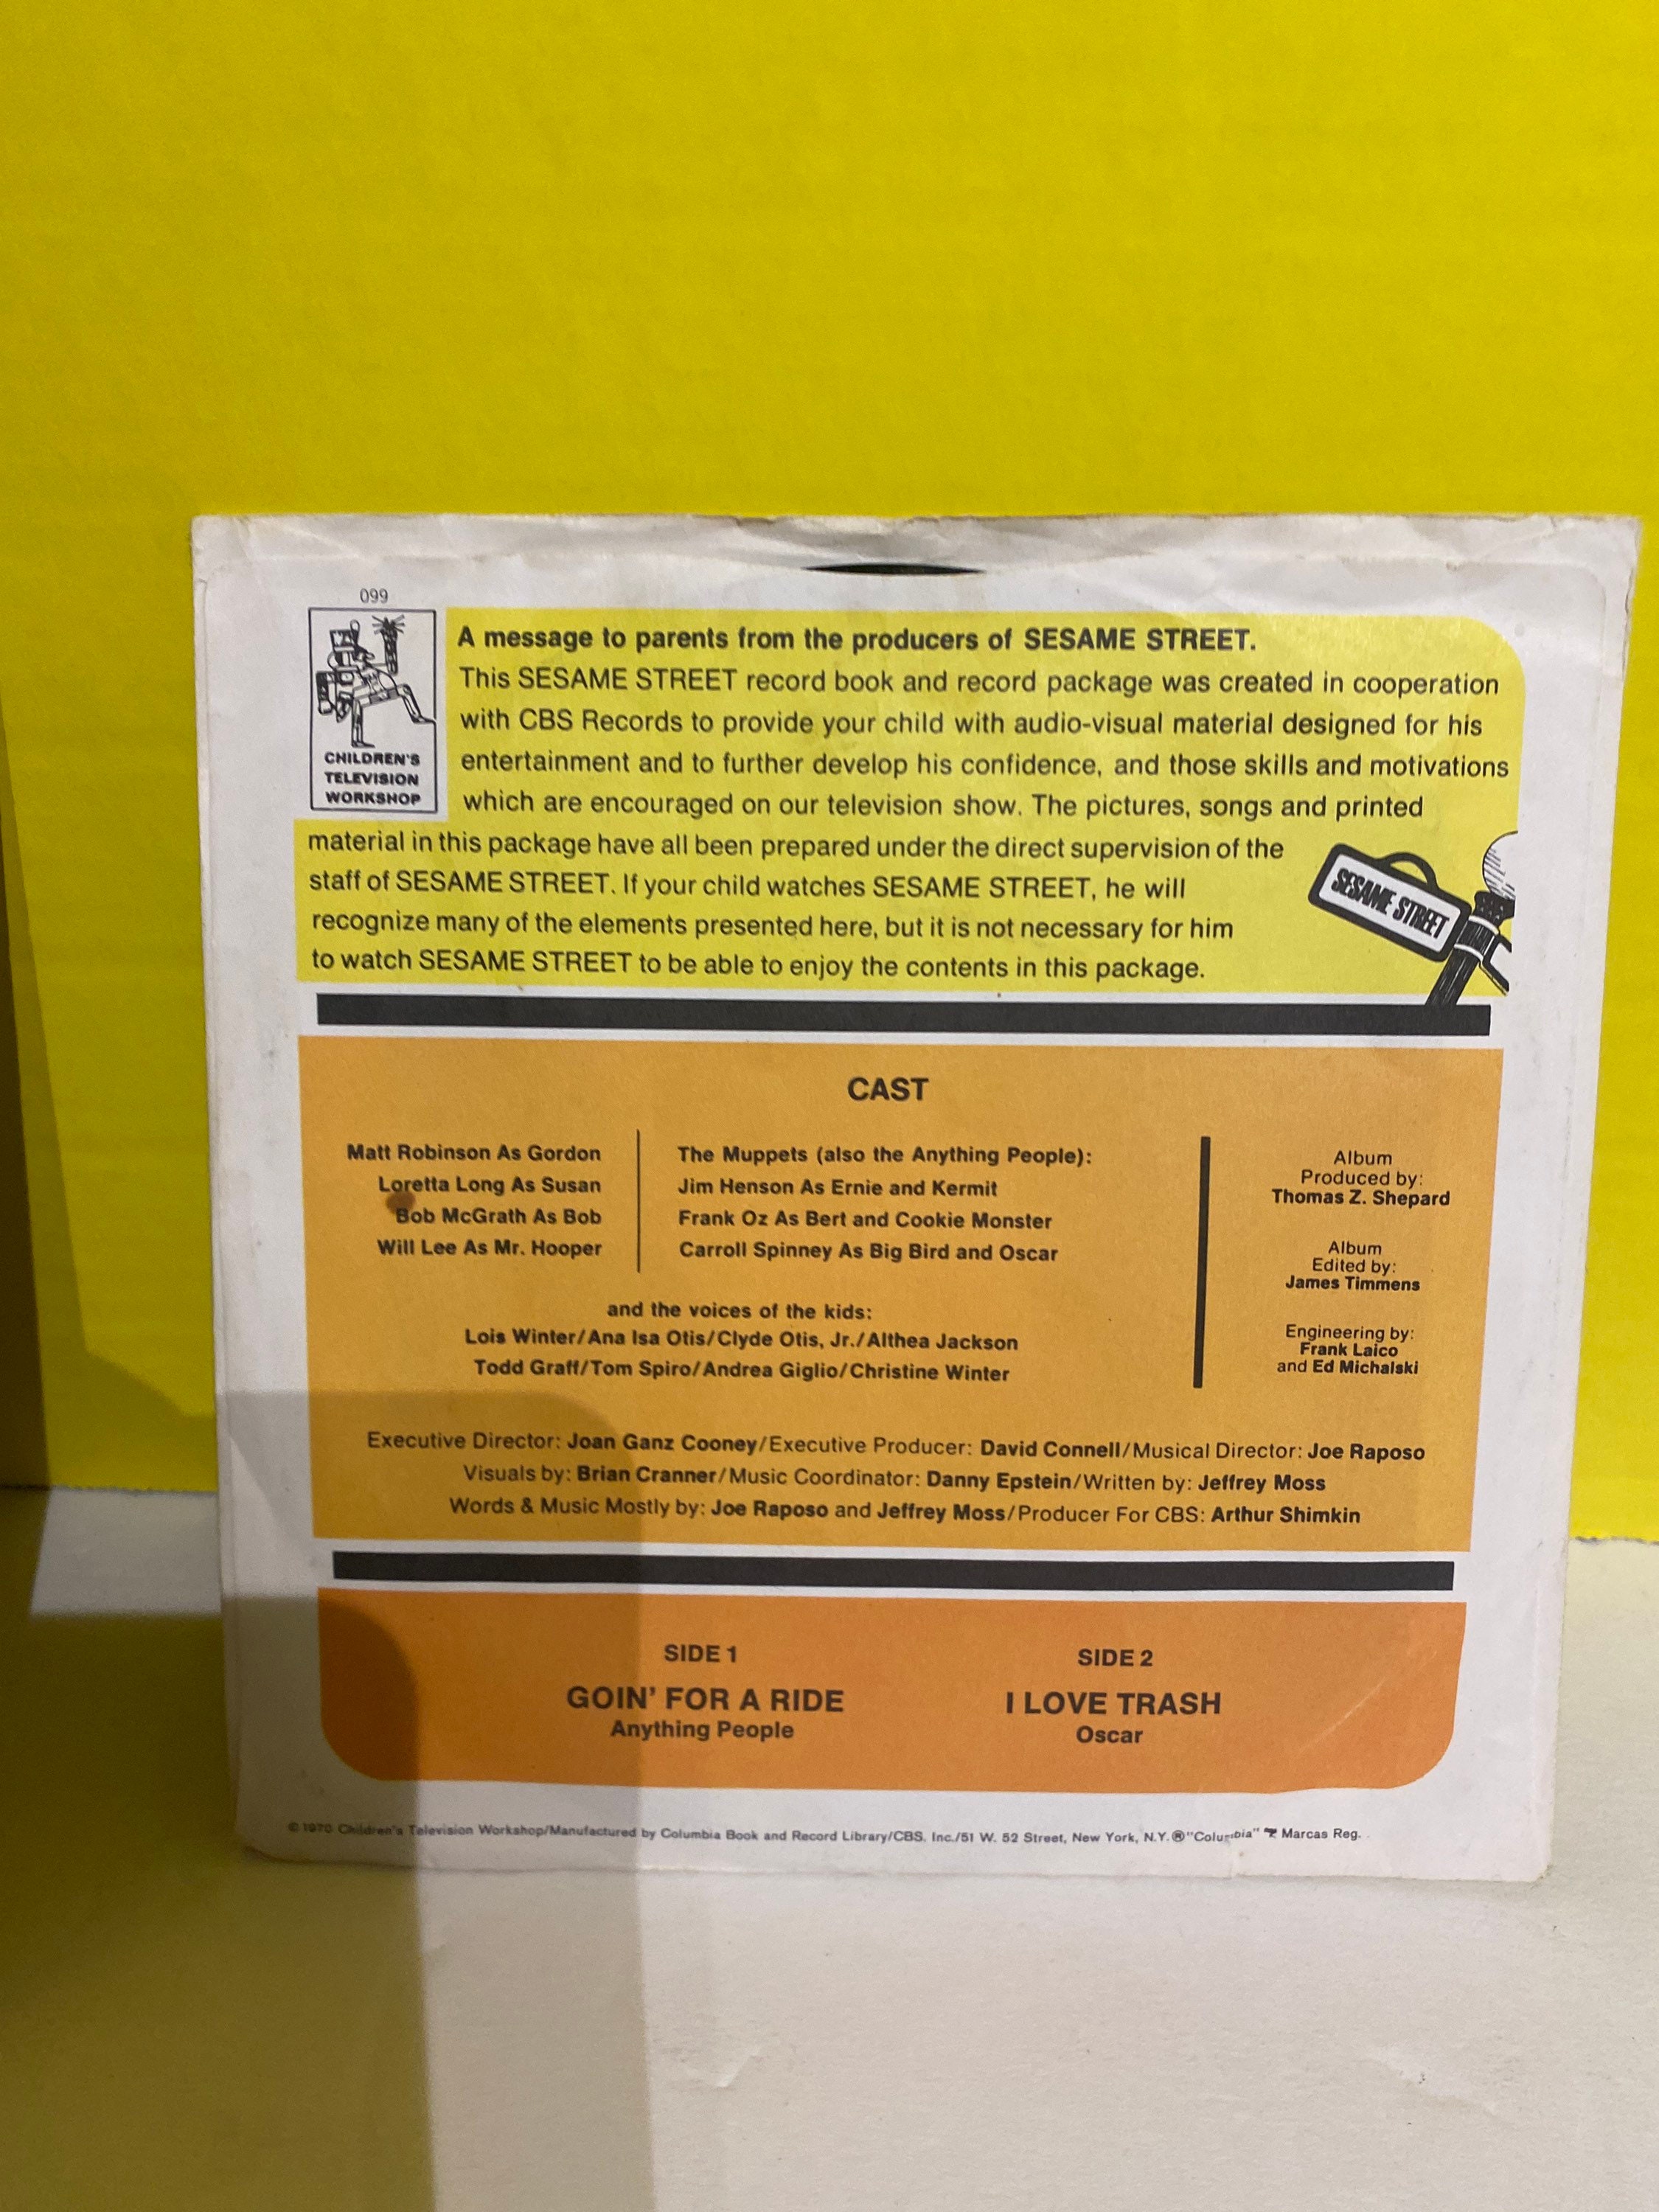 099
CHILDREN'S
TELEVISION
WORKSHOP
A message to parents from the producers of SESAME STREET.
This SESAME STREET record book and record package was created in cooperation
with CBS Records to provide your child with audio-visual material designed for his
entertainment and to further develop his confidence, and those skills and motivations
which are encouraged on our television show. The pictures, songs and printed
material in this package have all been prepared under the direct supervision of the
staff of SESAME STREET. If your child watches SESAME STREET, he will
recognize many of the elements presented here, but it is not necessary for him
to watch SESAME STREET to be able to enjoy the contents in this package.
SESAME STREET
CAST
Matt Robinson As Gordon
Loretta Long As Susan
Bob McGrath As Bob
Will Lee As Mr. Hooper
The Muppets (also the Anything People):
Jim Henson As Ernie and Kermit
Frank Oz As Bert and Cookie Monster
Carroll Spinney As Big Bird and Oscar
and the voices of the kids:
Lois Winter/Ana Isa Otis/Clyde Otis, Jr./Althea Jackson
Todd Graff/Tom Spiro/Andrea Giglio/Christine Winter
Album
Produced by:
Thomas Z. Shepard
Album
Edited by:
James Timmens
Engineering by:
Frank Laico
and Ed Michalski
Executive Director: Joan Ganz Cooney/Executive Producer: David Connell/Musical Director: Joe Raposo
Visuals by: Brian Cranner/Music Coordinator: Danny Epstein/Written by: Jeffrey Moss
Words & Music Mostly by: Joe Raposo and Jeffrey Moss/Producer For CBS: Arthur Shimkin
SIDE 1
GOIN' FOR A RIDE
Anything People
SIDE 2
I LOVE TRASH
Oscar
© 1970 Children's Television Workshop/Manufactured by Columbia Book and Record Library/CBS, Inc./51 W. 52 Street, New York, N.Y. ® "Columbia" Marcas Reg.